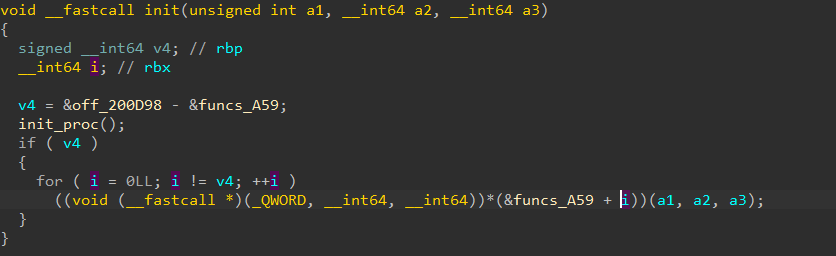 void __fastcall init(unsigned int a1, __int64 a2, __int64 a3)
{
  signed __int64 v4; // rbp
  __int64 i; // rbx

  v4 = &off_200D98 - &funcs_A59;
  init_proc();
  if ( v4 )
  {
    for ( i = 0LL; i != v4; ++i )
      ((void (__fastcall *)(_QWORD, __int64, __int64))*(&funcs_A59 + i))(a1, a2, a3);
  }
}